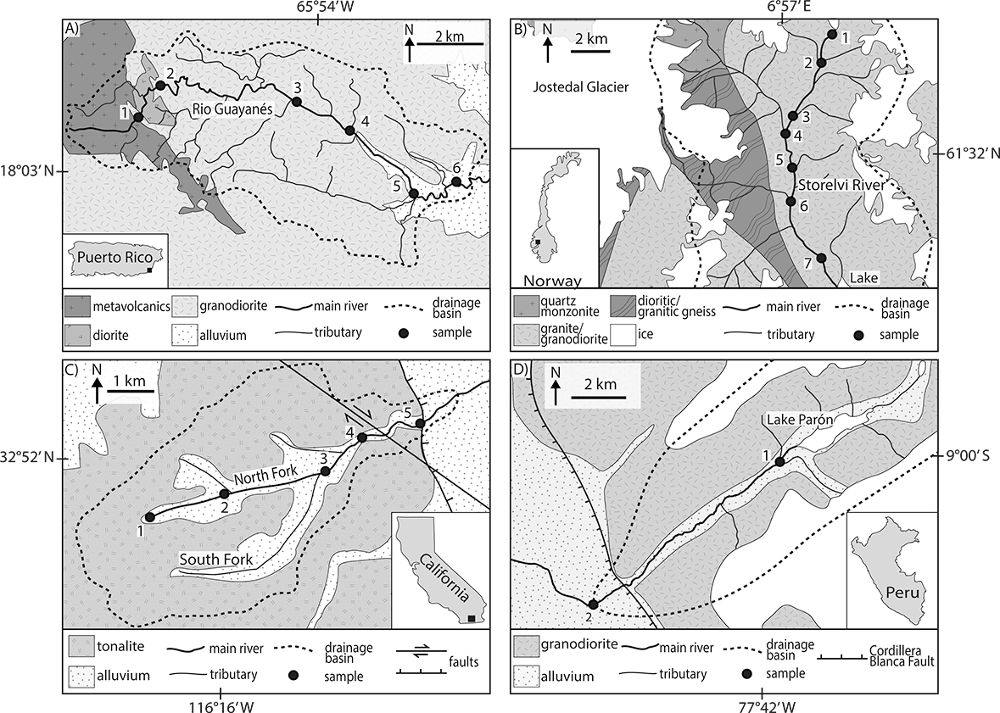 65°54′W
6°57′E
A)
N
2 km
2
3
Rio Guayanés
1
4
6
5
18°03′N
Puerto Rico
metavolcanics
granodiorite
main river
drainage
basin
diorite
alluvium
tributary
sample
B)
N
2 km
1
2
Jostedal Glacier
3
4
5
61°32′N
Storelvi River
6
7
Norway
Lake
quartz
monzonite
dioritic/
granitic gneiss
main river
drainage
basin
granite/
granodiorite
ice
tributary
sample
C)
N
1 km
5
4
32°52′N
3
North Fork
2
1
South Fork
California
tonalite
main river
drainage
basin
faults
alluvium
tributary
sample
116°16′W
D)
N
2 km
Lake Parón
1
9°00′S
2
Peru
granodiorite
main river
drainage
basin
Cordillera
Blanca Fault
alluvium
tributary
sample
77°42′W